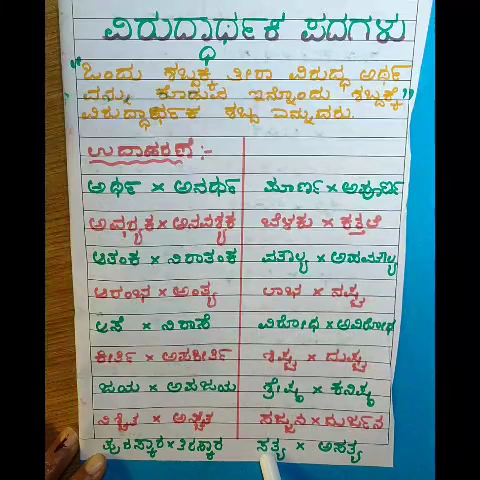 ವಿರುದ್ಧಾರ್ಥಕ ಪದಗಳು
"ಒಂದು ಶಬ್ದಕ್ಕೆ ತೀರಾ ವಿರುದ್ಧ ಅರ್ಥ
ವನ್ನು ಕೊಡುವ ಇನ್ನೊಂದು ಶಬ್ದಕ್ಕೆ"
ವಿರುದ್ಧಾರ್ಥಕ ಶಬ್ದ ಎನ್ನುವರು.
ಉದಾಹರಣೆ :-
ಅರ್ಥ × ಅನರ್ಥ
ಅವಶ್ಯಕ × ಅನವಶ್ಯಕ
ಆತಂಕ × ನಿರಾತಂಕ
ಆರಂಭ × ಅಂತ್ಯ
ಆಸೆ × ನಿರಾಸೆ
ಕೀರ್ತಿ × ಅಪಕೀರ್ತಿ
ಜಯ × ಅಪಜಯ
ನಿಶ್ಚಿತ × ಅನಿಶ್ಚಿತ
ಪುರಸ್ಕಾರ × ತಿರಸ್ಕಾರ
ಪೂರ್ಣ × ಅಪೂರ್ಣ
ಬೆಳಕು × ಕತ್ತಲೆ
ಮೌಲ್ಯ × ಅಪಮೌಲ್ಯ
ಲಾಭ × ನಷ್ಟ
ವಿರೋಧ × ಅವಿರೋಧ
ಶಿಷ್ಟ × ದುಷ್ಟ
ಶ್ರೇಷ್ಠ × ಕನಿಷ್ಠ
ಸಜ್ಜನ × ದುರ್ಜನ
ಸತ್ಯ × ಅಸತ್ಯ